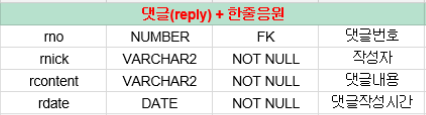 댓글(reply) + 한줄응원
rno NUMBER FK 댓글번호
rnick VARCHAR2 NOT NULL 작성자
rcontent VARCHAR2 NOT NULL 댓글내용
rdate DATE NOT NULL 댓글작성시간